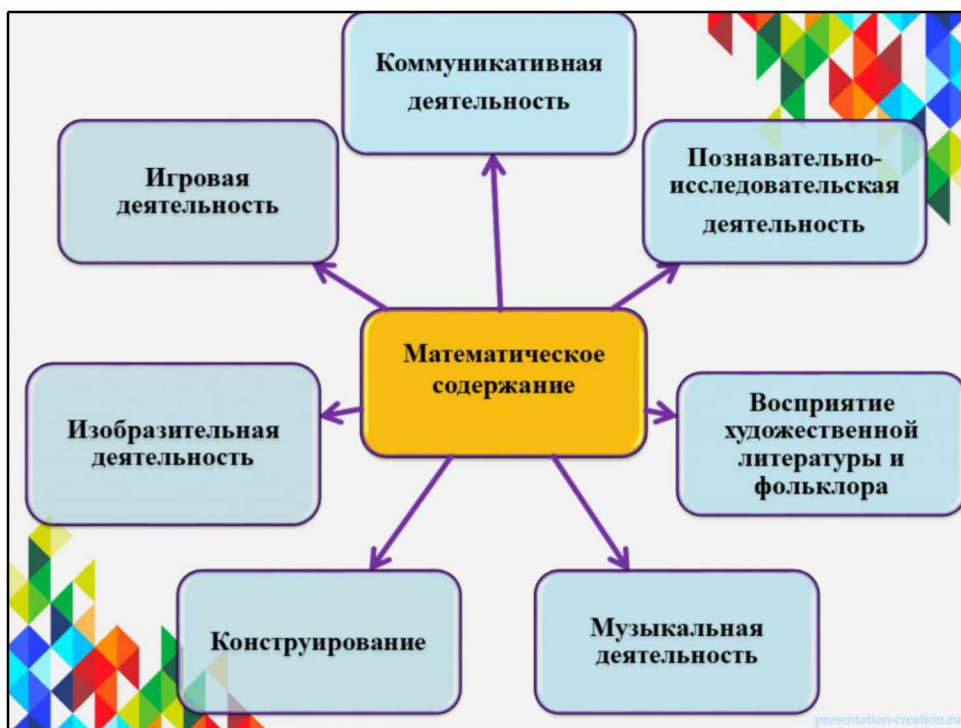 Коммуникативная
деятельность
Игровая
деятельность
Познавательно-
исследовательская
деятельность
Математическое
содержание
Изобразительная
деятельность
Восприятие
художественной
литературы и
фольклора
Конструирование
Музыкальная
деятельность
presentation-creation.ru